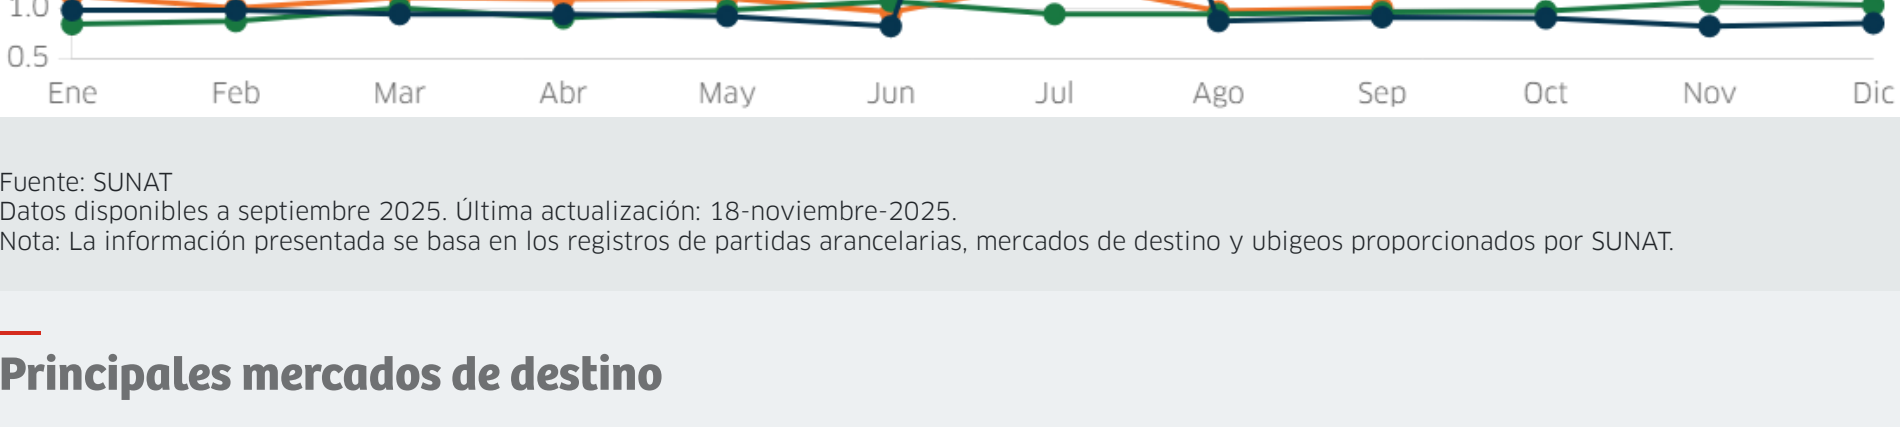 1.0
0.5
Ene Feb Mar Abr May Jun Jul Ago Sep Oct Nov Dic
Fuente: SUNAT
Datos disponibles a septiembre 2025. Última actualización: 18-noviembre-2025.
Nota: La información presentada se basa en los registros de partidas arancelarias, mercados de destino y ubigeos proporcionados por SUNAT.
Principales mercados de destino